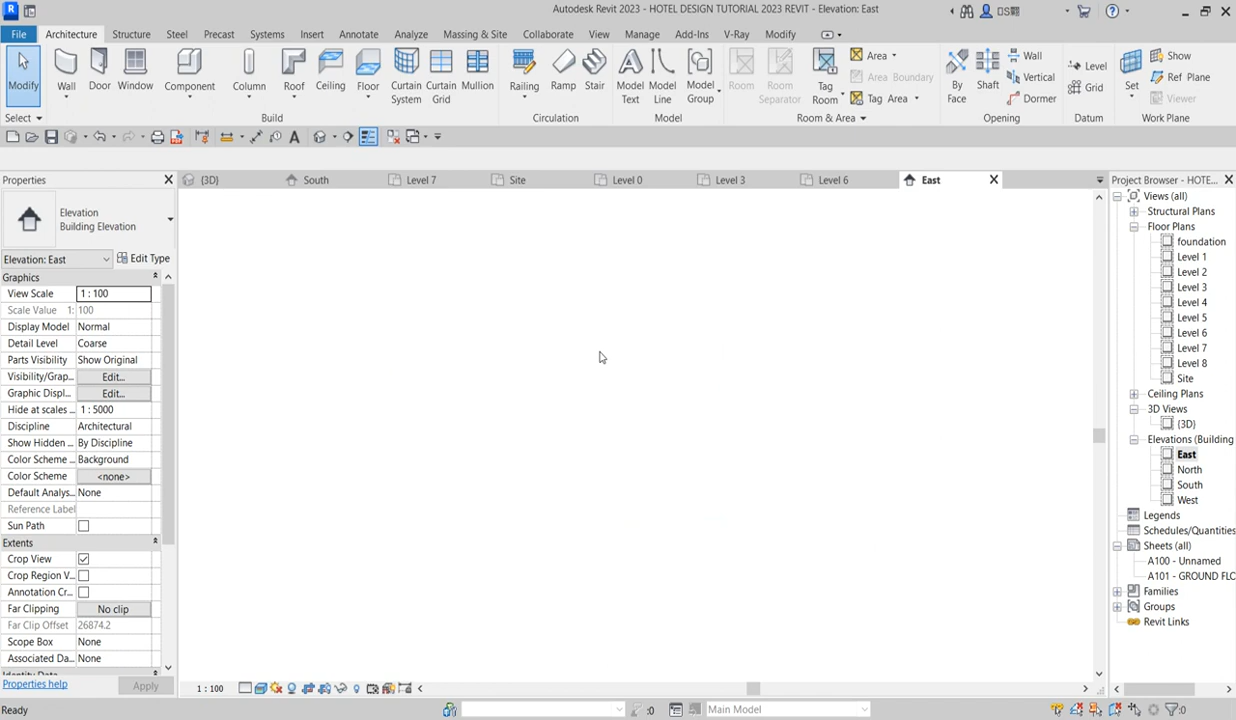 Autodesk Revit 2023 - HOTEL DESIGN TUTORIAL 2023 REVIT - Elevation: East
File Architecture Structure Steel Precast Systems Insert Annotate Analyze Massing & Site Collaborate View Manage Add-Ins V-Ray Modify
Modify Wall Door Window Component Column Roof Ceiling Floor Curtain System Curtain Grid Mullion Railing Ramp Stair Model Text Model Line Model Group Room Room Separator Tag Room
Area
Area Boundary
Tag Area
By Face Shaft
Wall
Vertical
Dormer
Level
Grid
Set
Show
Ref Plane
Viewer
Select Build Circulation Model Room & Area Opening Datum Work Plane
Properties
{3D} South Level 7 Site Level 0 Level 3 Level 6 East
Project Browser - HOTE...
Elevation
Building Elevation
Elevation: East Edit Type
Graphics
View Scale 1 : 100
Scale Value 1: 100
Display Model Normal
Detail Level Coarse
Parts Visibility Show Original
Visibility/Grap... Edit...
Graphic Displ... Edit...
Hide at scales ... 1 : 5000
Discipline Architectural
Show Hidden ... By Discipline
Color Scheme ... Background
Color Scheme <none>
Default Analys... None
Reference Label
Sun Path
Extents
Crop View
Crop Region V...
Annotation Cr...
Far Clipping No clip
Far Clip Offset 26874.2
Scope Box None
Associated Da... None
Identity Data
Properties help Apply
Views (all)
Structural Plans
Floor Plans
foundation
Level 1
Level 2
Level 3
Level 4
Level 5
Level 6
Level 7
Level 8
Site
Ceiling Plans
3D Views
{3D}
Elevations (Building
East
North
South
West
Legends
Schedules/Quantities
Sheets (all)
A100 - Unnamed
A101 - GROUND FLC
Families
Groups
Revit Links
1 : 100
Ready :0 Main Model :0